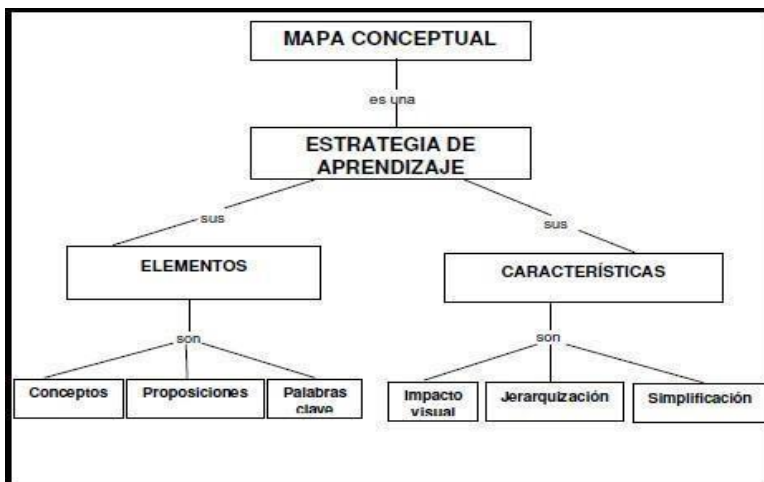 MAPA CONCEPTUAL
es una
ESTRATEGIA DE
APRENDIZAJE
sus
sus
ELEMENTOS
CARACTERÍSTICAS
son
son
Conceptos
Proposiciones
Palabras
clave
Impacto
visual
Jerarquización
Simplificación